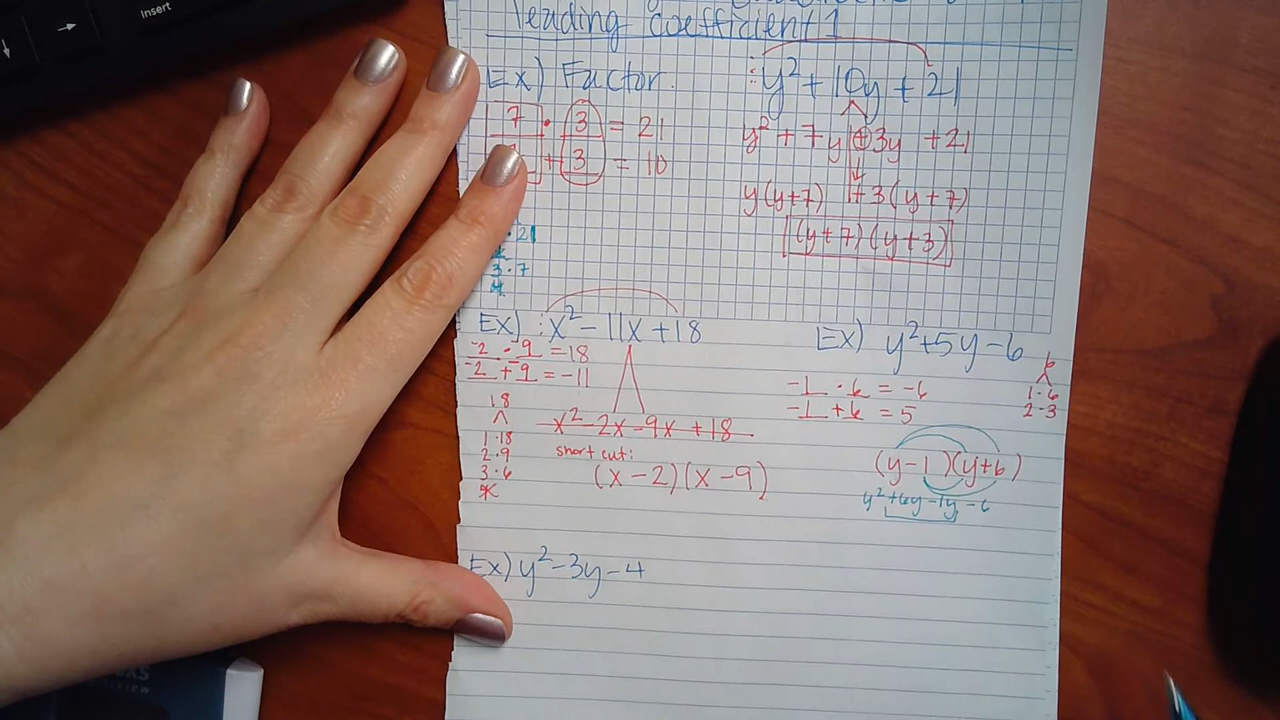 Insert
leading coefficient 1
Ex) Factor : y² + 10y + 21
7 · 3 = 21
+ 3 = 10
y² + 7y + 3y + 21
y(y+7) + 3(y+7)
(y+7)(y+3)
· 21
3 · 7
Ex) : x² - 11x + 18
-2 · -9 = 18
-2 + -9 = -11
18
1·18
2·9
3·6
x² - 2x - 9x + 18
short cut:
(x - 2)(x - 9)
Ex) y² + 5y - 6
-1 · 6 = -6
-1 + 6 = 5
6
1·6
2·3
(y - 1)(y + 6)
y² + 6y - 1y - 6
Ex) y² - 3y - 4